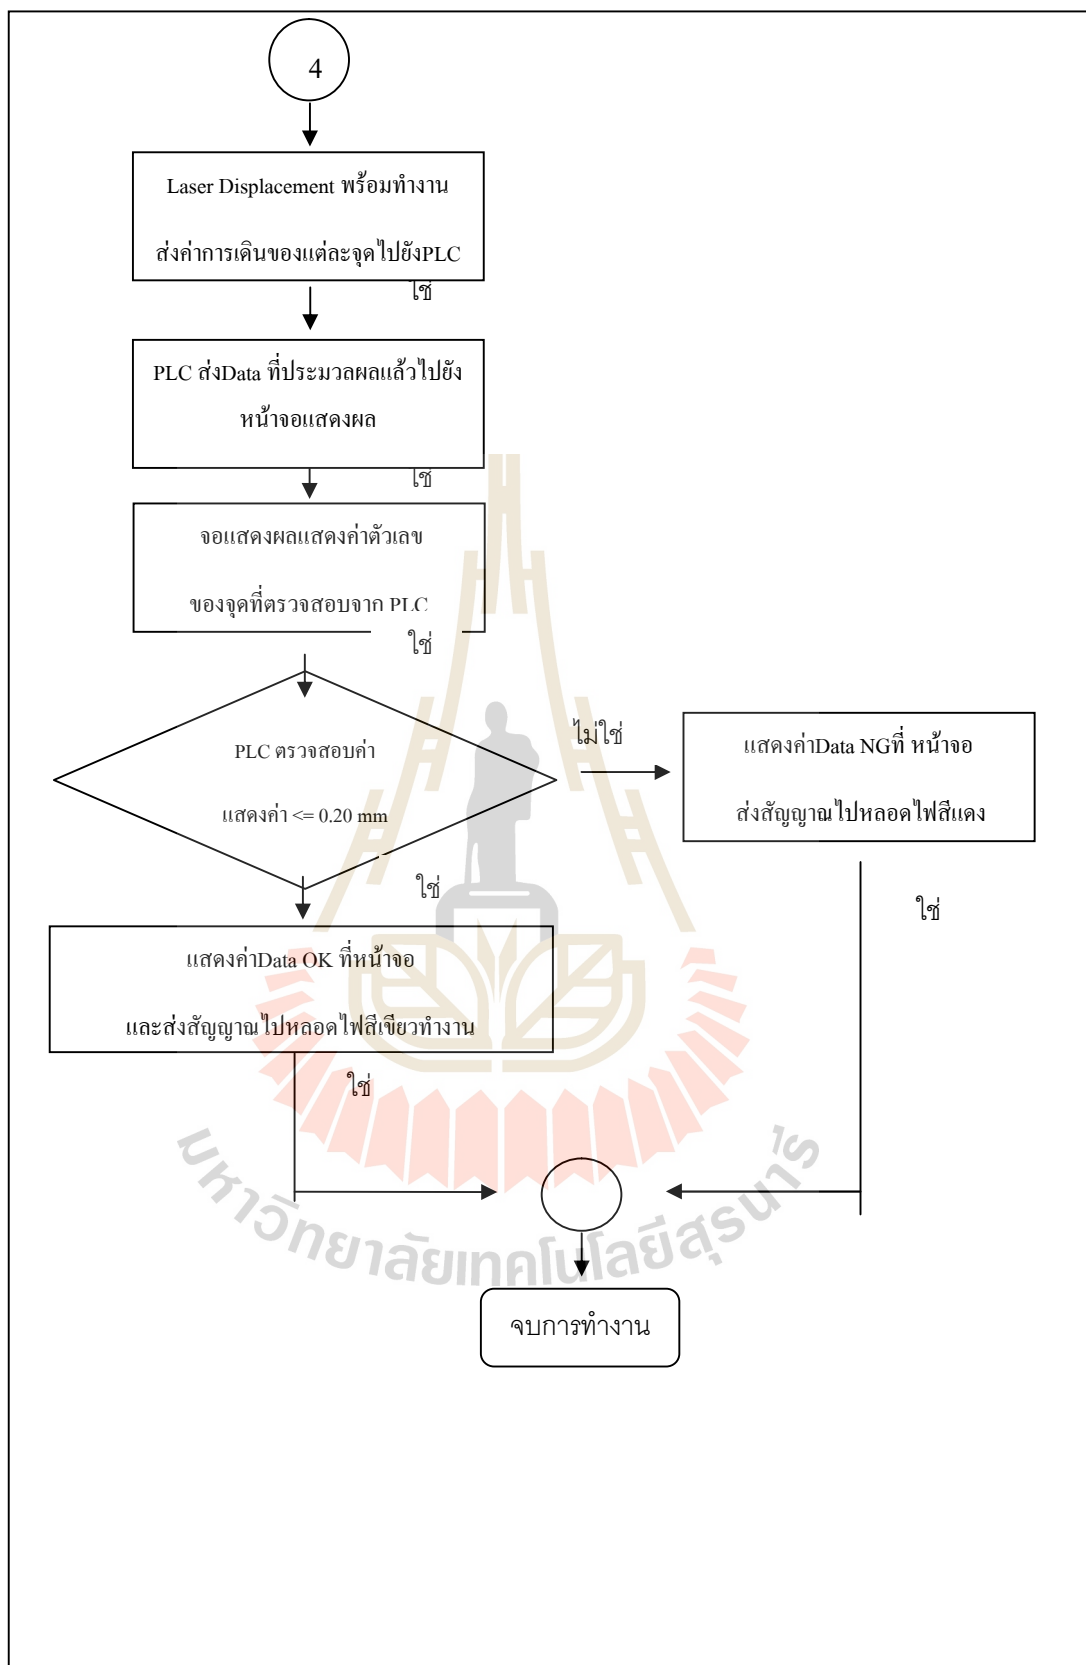 4
Laser Displacement พร้อมทำงาน
ส่งค่าการเดินของแต่ละจุดไปยังPLC
ใช่
PLC ส่งData ที่ประมวลผลแล้วไปยัง
หน้าจอแสดงผล
ใช่
จอแสดงผลแสดงค่าตัวเลข
ของจุดที่ตรวจสอบจาก PLC
ใช่
PLC ตรวจสอบค่า
แสดงค่า <= 0.20 mm
ไม่ใช่
แสดงค่าData NGที่ หน้าจอ
ส่งสัญญาณไปหลอดไฟสีแดง
ใช่
ใช่
แสดงค่าData OK ที่หน้าจอ
และส่งสัญญาณไปหลอดไฟสีเขียวทำงาน
ใช่
มหาวิทยาลัยเทคโนโลยีสุรนารี
จบการทำงาน